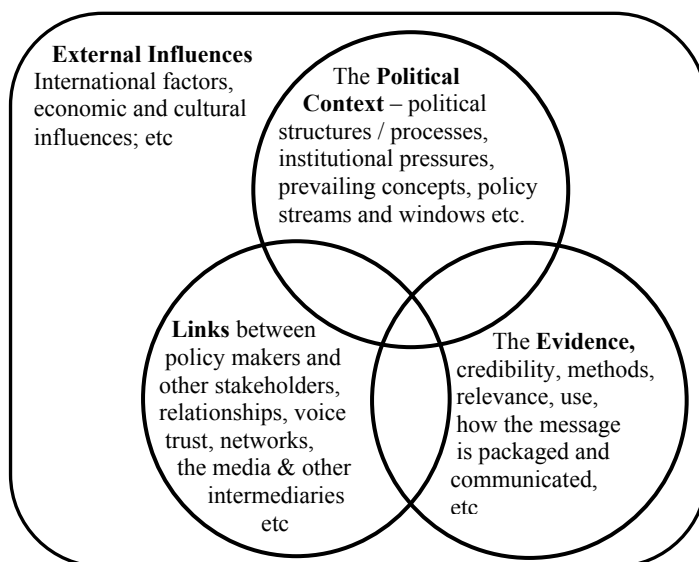 External Influences
International factors,
economic and cultural
influences; etc
The Political
Context – political
structures / processes,
institutional pressures,
prevailing concepts, policy
streams and windows etc.
Links between
policy makers and
other stakeholders,
relationships, voice
trust, networks,
the media & other
intermediaries
etc
The Evidence,
credibility, methods,
relevance, use,
how the message
is packaged and
communicated,
etc